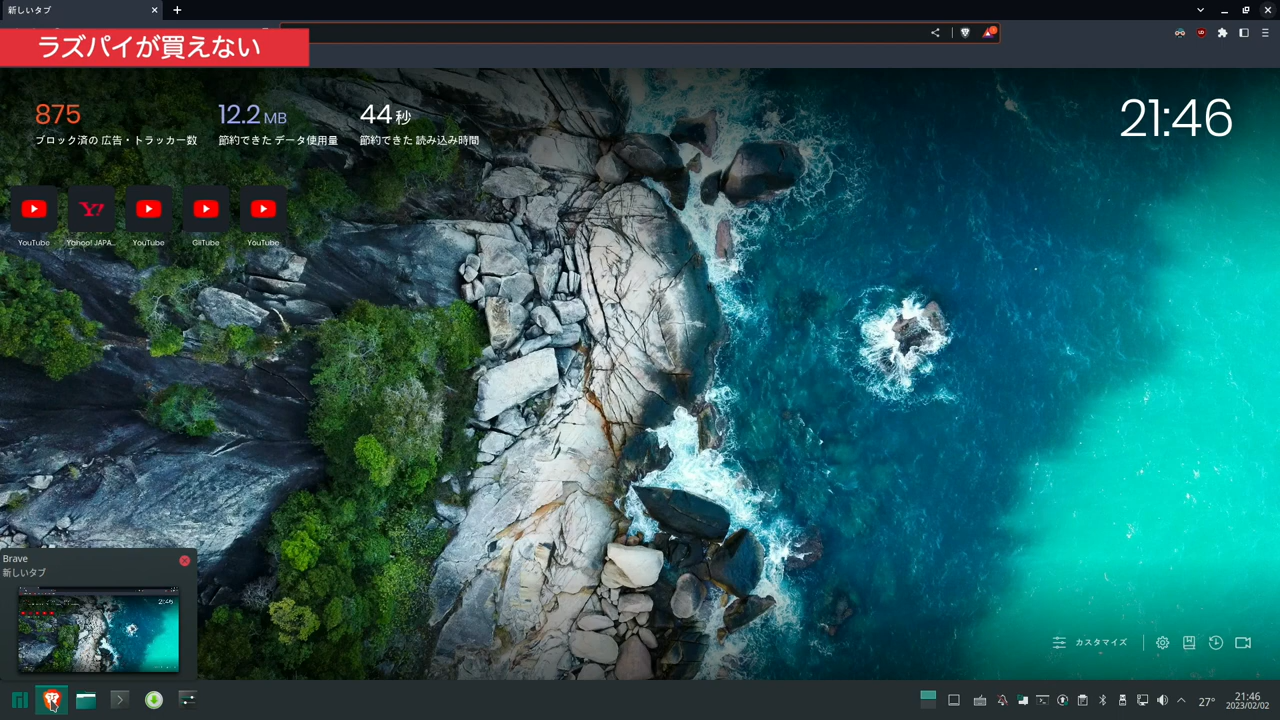 新しいタブ
ラズパイが買えない
875
ブロック済の 広告・トラッカー数
12.2 MB
節約できた データ使用量
44 秒
節約できた 読み込み時間
21:46
YouTube
Yahoo! JAPA...
YouTube
GliTube
YouTube
Brave
新しいタブ
21:46
カスタマイズ
27°
21:46
2023/02/02